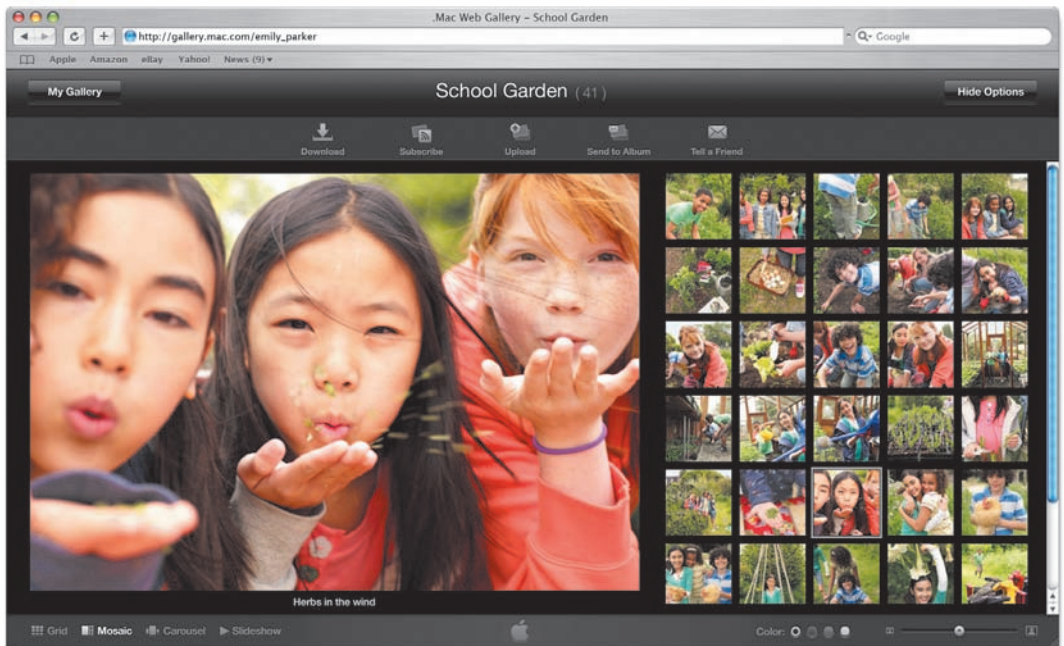 .Mac Web Gallery – School Garden
http://gallery.mac.com/emily_parker
Google
Apple Amazon eBay Yahoo! News (9)
My Gallery
School Garden (41)
Hide Options
Download Subscribe Upload Send to Album Tell a Friend
Herbs in the wind
Grid Mosaic Carousel Slideshow
Color: